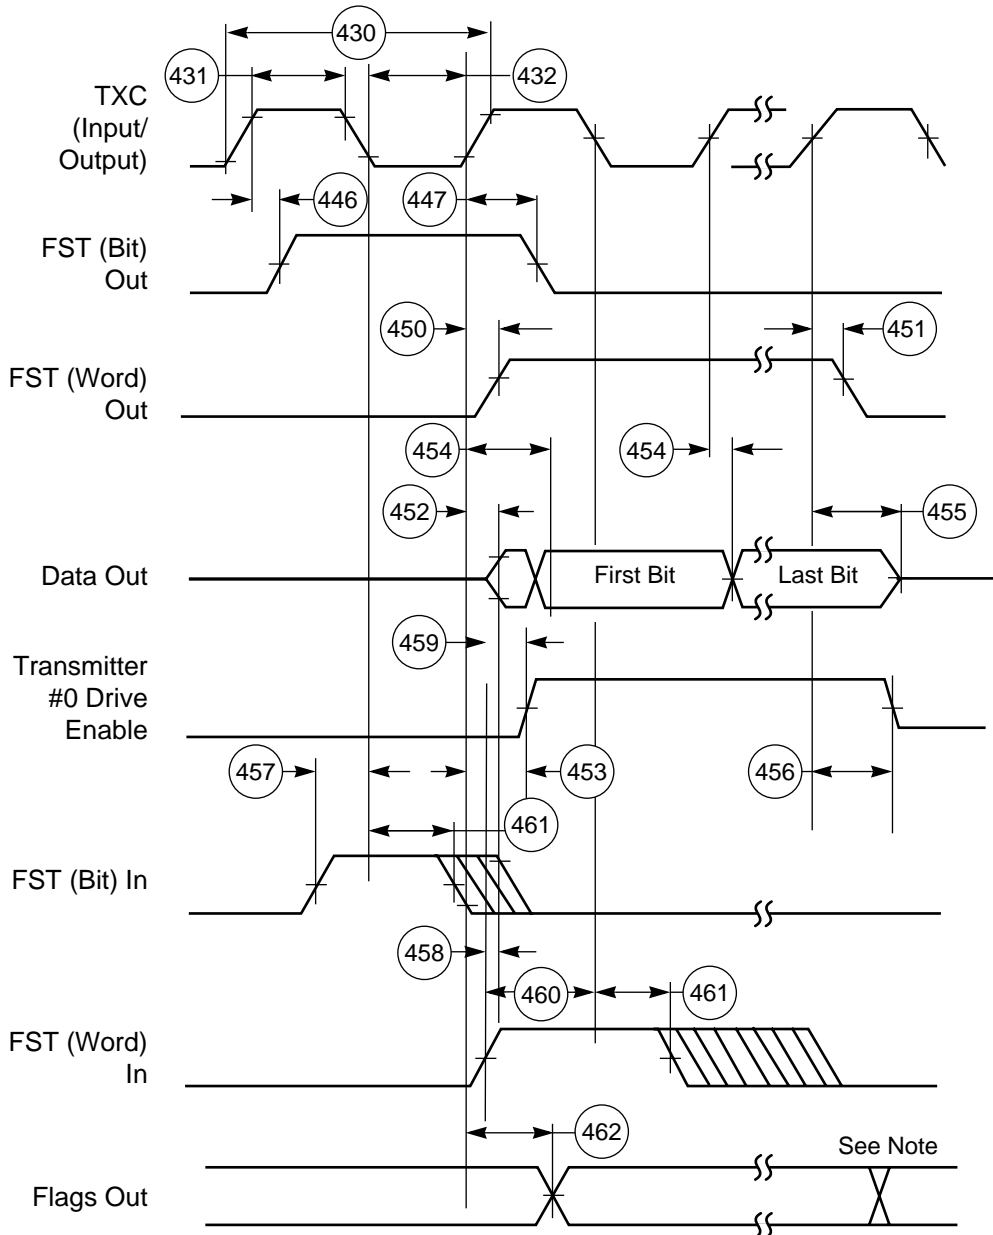 430
431
432
TXC
(Input/
Output)
446
447
FST (Bit)
Out
450
451
FST (Word)
Out
454
454
452
455
Data Out
First Bit
Last Bit
459
Transmitter
#0 Drive
Enable
457
453
456
461
FST (Bit) In
458
460
461
FST (Word)
In
462
See Note
Flags Out